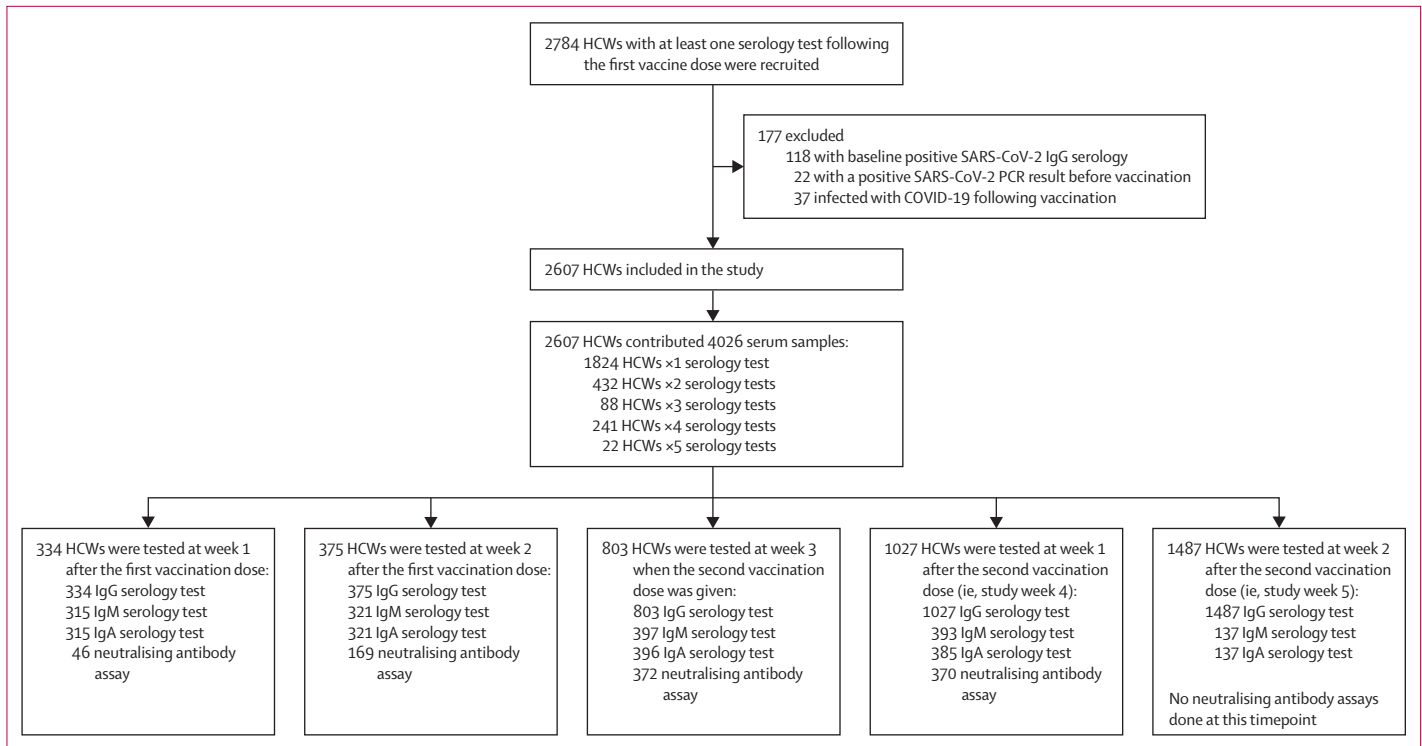 2784 HCWs with at least one serology test following
the first vaccine dose were recruited
177 excluded
118 with baseline positive SARS-CoV-2 IgG serology
22 with a positive SARS-CoV-2 PCR result before vaccination
37 infected with COVID-19 following vaccination
2607 HCWs included in the study
2607 HCWs contributed 4026 serum samples:
1824 HCWs ×1 serology test
432 HCWs ×2 serology tests
88 HCWs ×3 serology tests
241 HCWs ×4 serology tests
22 HCWs ×5 serology tests
334 HCWs were tested at week 1
after the first vaccination dose:
334 IgG serology test
315 IgM serology test
315 IgA serology test
46 neutralising antibody
assay
375 HCWs were tested at week 2
after the first vaccination dose:
375 IgG serology test
321 IgM serology test
321 IgA serology test
169 neutralising antibody
assay
803 HCWs were tested at week 3
when the second vaccination
dose was given:
803 IgG serology test
397 IgM serology test
396 IgA serology test
372 neutralising antibody
assay
1027 HCWs were tested at week 1
after the second vaccination
dose (ie, study week 4):
1027 IgG serology test
393 IgM serology test
385 IgA serology test
370 neutralising antibody
assay
1487 HCWs were tested at week 2
after the second vaccination
dose (ie, study week 5):
1487 IgG serology test
137 IgM serology test
137 IgA serology test
No neutralising antibody assays
done at this timepoint